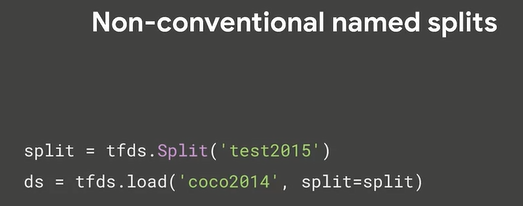 Non-conventional named splits
split = tfds.Split('test2015')
ds = tfds.load('coco2014', split=split)